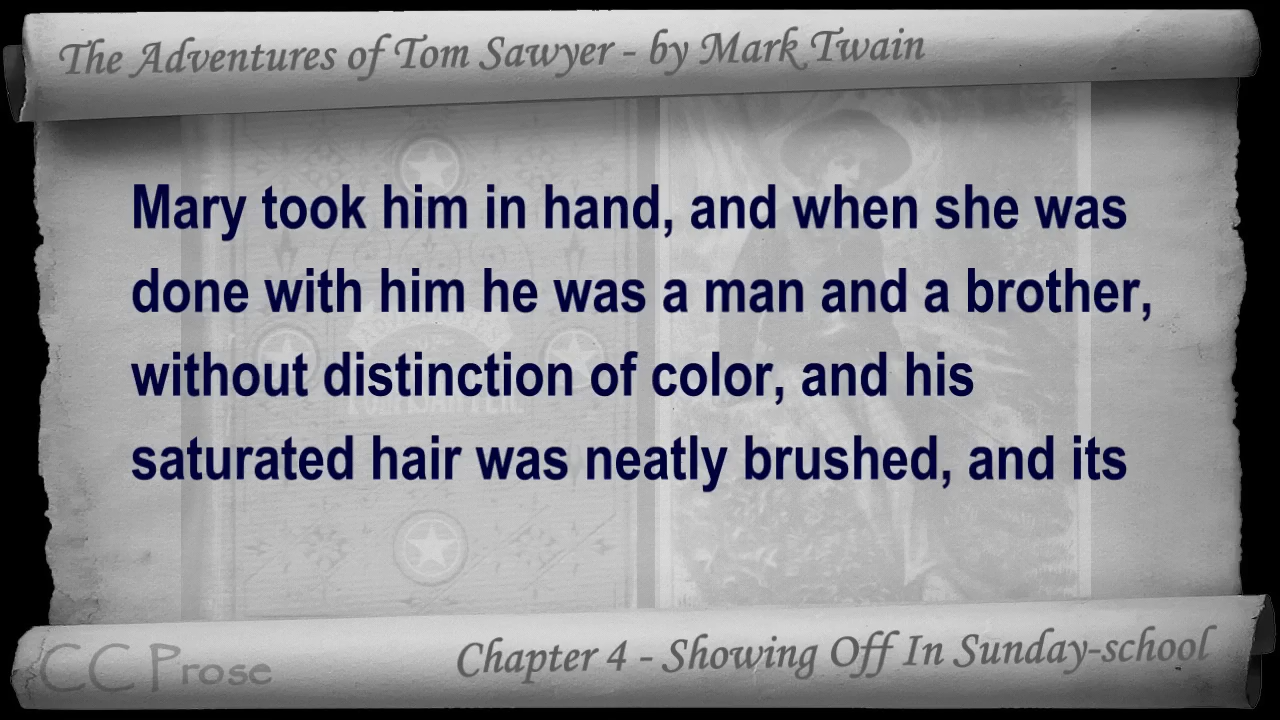 The Adventures of Tom Sawyer - by Mark Twain
Mary took him in hand, and when she was
done with him he was a man and a brother,
without distinction of color, and his
saturated hair was neatly brushed, and its
CC Prose
Chapter 4 - Showing Off In Sunday-school